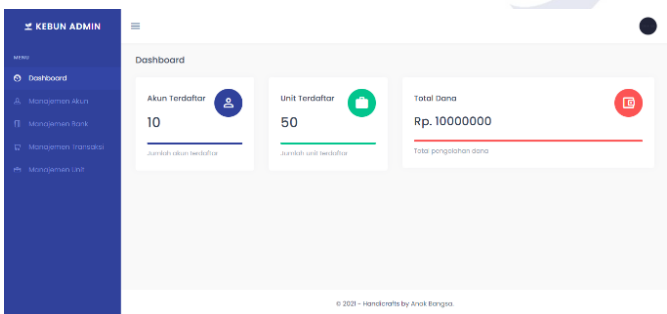 KEBUN ADMIN
MENU
Dashboard
Manajemen Akun
Manajemen Bank
Manajemen Transaksi
Manajemen Unit
Dashboard
Akun Terdaftar
10
Jumlah akun terdaftar
Unit Terdaftar
50
Jumlah unit terdaftar
Total Dana
Rp. 10000000
Total pengolahan dana
© 2021 - Handicrafts by Anak Bangsa.